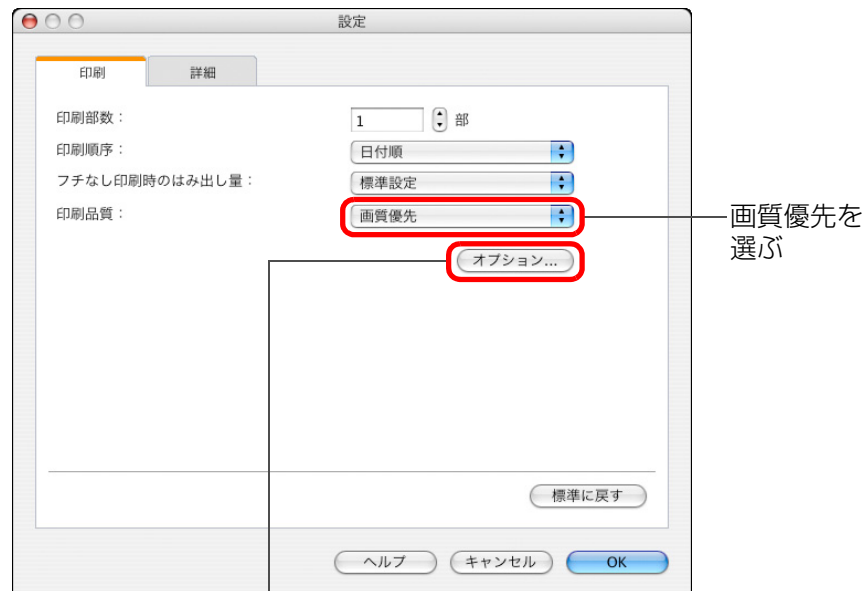 設定
印刷 詳細
印刷部数： 1 部
印刷順序： 日付順
フチなし印刷時のはみ出し量： 標準設定
印刷品質： 画質優先
画質優先を
選ぶ
オプション...
標準に戻す
ヘルプ キャンセル OK